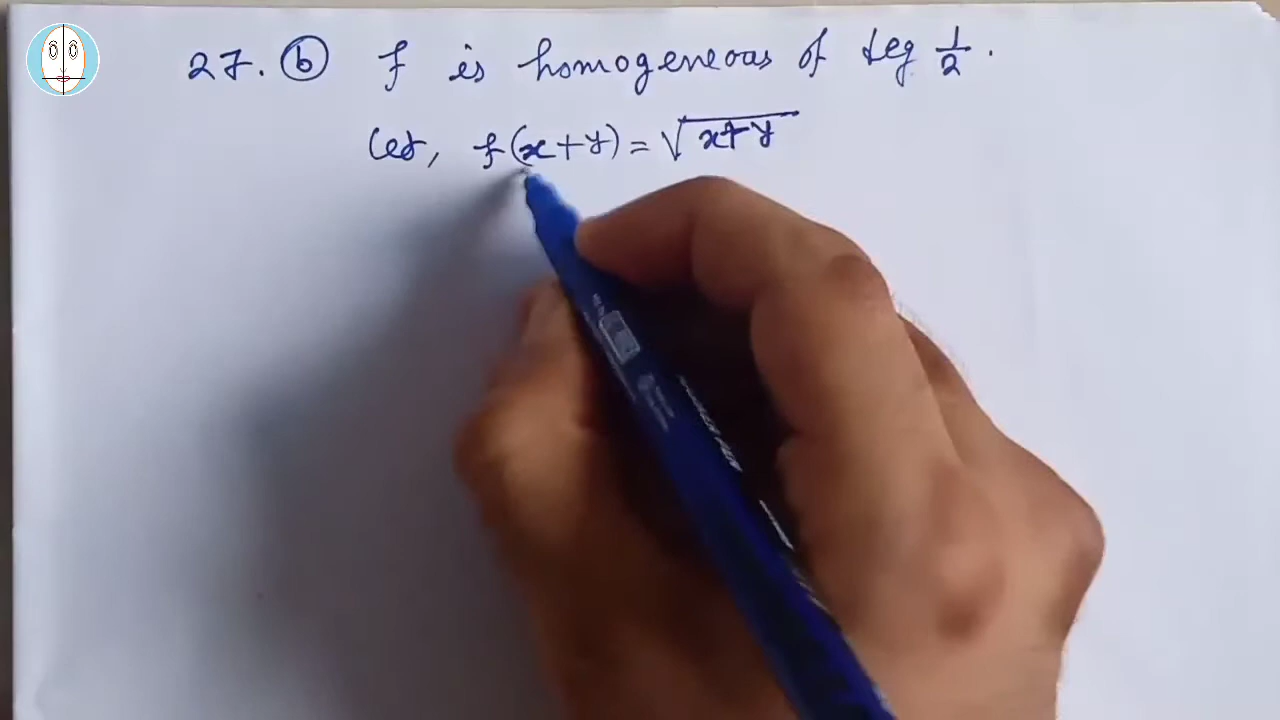 27. ⓑ f is homogeneous of deg 1/2.
Let, f(x+y) = √x+y